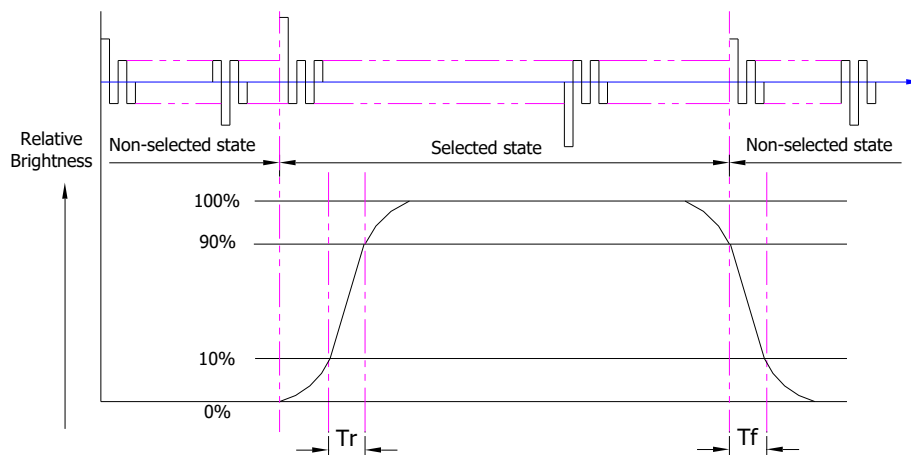 Relative
Brightness
Non-selected state
Selected state
Non-selected state
100%
90%
10%
0%
Tr
Tf